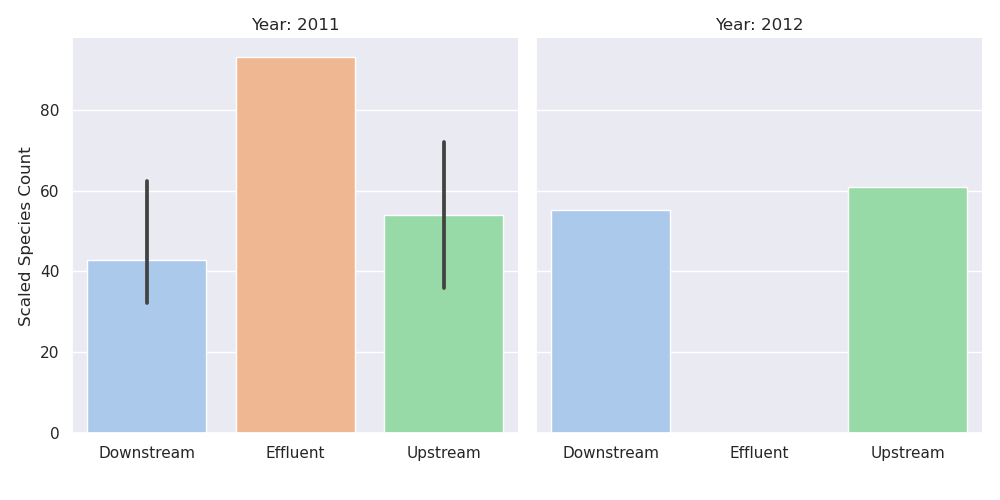 Year: 2011
Year: 2012
Scaled Species Count
80
60
40
20
0
Downstream
Effluent
Upstream
Downstream
Effluent
Upstream